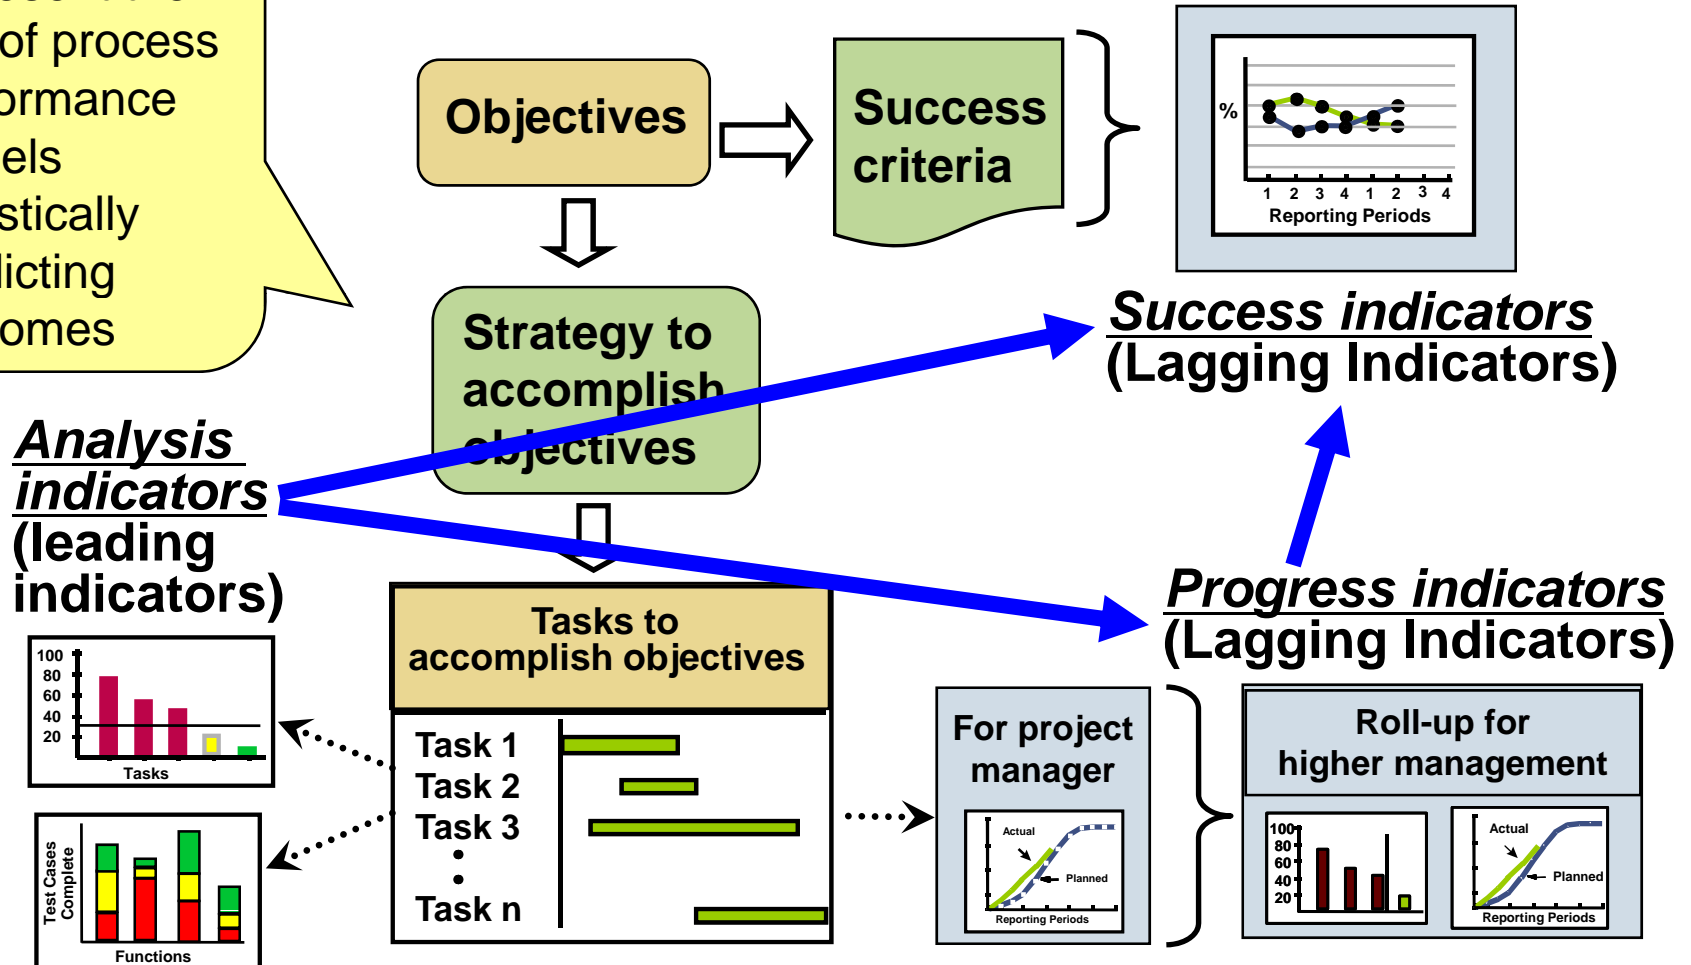 of process
ormance
els
stically
licting
omes
Objectives
Success
criteria
%
1 2 3 4 1 2 3 4
Reporting Periods
Success indicators
(Lagging Indicators)
Strategy to
accomplish
objectives
Analysis
indicators
(leading
indicators)
100
80
60
40
20
Tasks
Test Cases
Complete
Functions
Tasks to
accomplish objectives
Task 1
Task 2
Task 3
Task n
Progress indicators
(Lagging Indicators)
For project
manager
Actual
Planned
Reporting Periods
Roll-up for
higher management
100
80
60
40
20
Actual
Planned
Reporting Periods